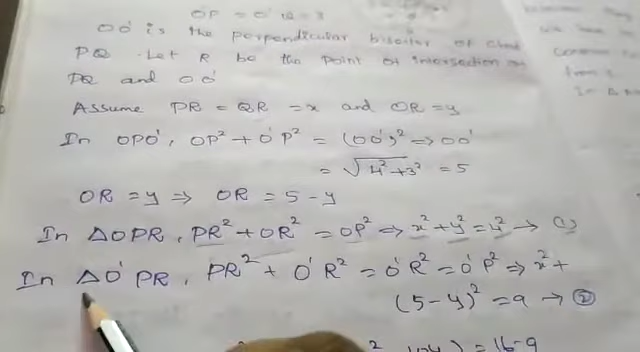 OP = O'Q = 3
OO' is the perpendicular bisector of chord
PQ. Let R be the point of intersection of
PQ and OO'
Assume PR = QR = x and OR = y
In OPO', OP² + O'P² = (OO')² => OO'
= √4²+3² = 5
OR = y => OR = 5 - y
In △OPR, PR² + OR² = OP² => x² + y² = 4² → ①
In △O'PR, PR² + O'R² = O'R² = O'P² => x² +
(5-y)² = 9 → ②
= 16-9